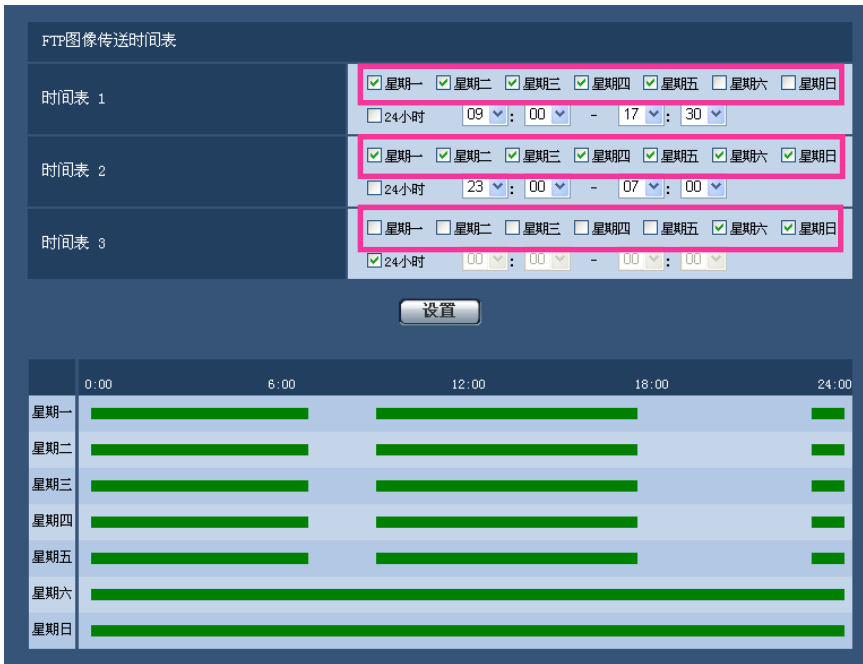 FTP图像传送时间表
时间表 1
星期一 星期二 星期三 星期四 星期五 星期六 星期日
24小时 09 : 00 - 17 : 30
时间表 2
星期一 星期二 星期三 星期四 星期五 星期六 星期日
24小时 23 : 00 - 07 : 00
时间表 3
星期一 星期二 星期三 星期四 星期五 星期六 星期日
24小时 00 : 00 - 00 : 00
设置
0:00 6:00 12:00 18:00 24:00
星期一
星期二
星期三
星期四
星期五
星期六
星期日